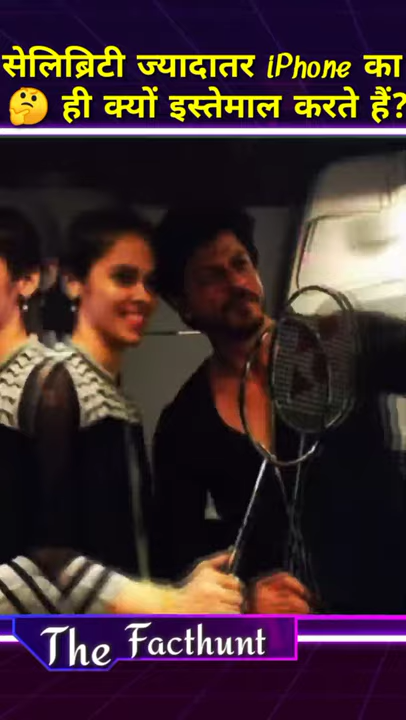 सेलिब्रिटी ज्यादातर iPhone का
🤔 ही क्यों इस्तेमाल करते हैं?
The Facthunt